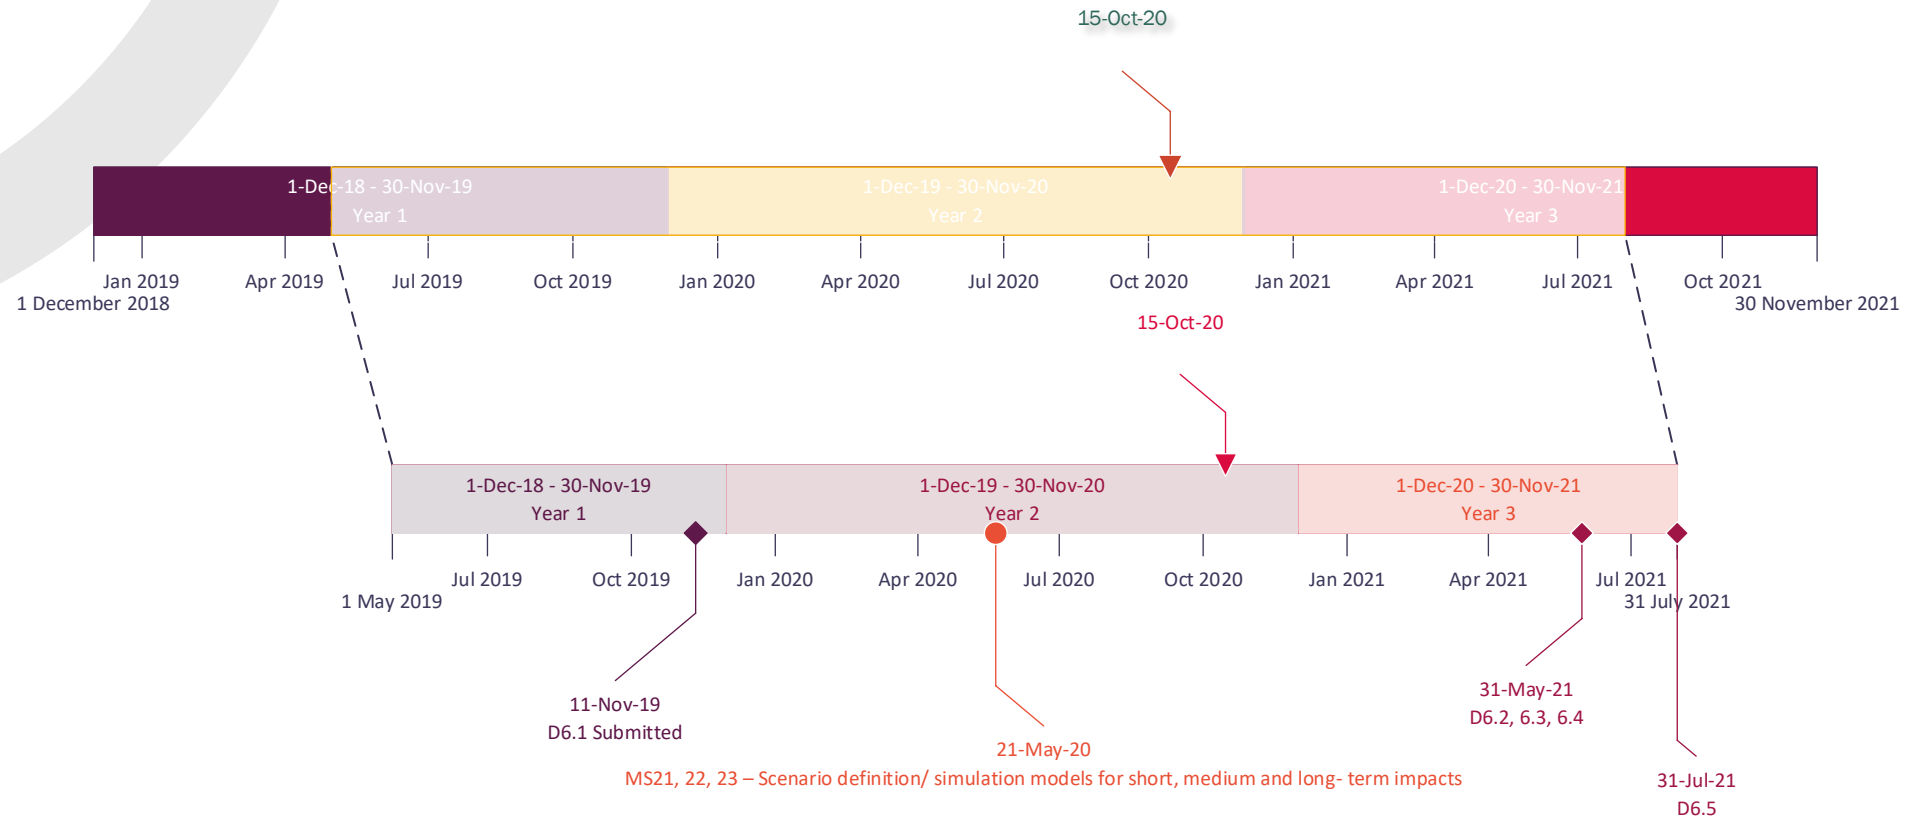 15-Oct-20
1-Dec-18 - 30-Nov-19
Year 1
1-Dec-19 - 30-Nov-20
Year 2
1-Dec-20 - 30-Nov-21
Year 3
Jan 2019
Apr 2019
Jul 2019
Oct 2019
Jan 2020
Apr 2020
Jul 2020
Oct 2020
Jan 2021
Apr 2021
Jul 2021
Oct 2021
1 December 2018
30 November 2021
15-Oct-20
1-Dec-18 - 30-Nov-19
Year 1
1-Dec-19 - 30-Nov-20
Year 2
1-Dec-20 - 30-Nov-21
Year 3
Jul 2019
Oct 2019
Jan 2020
Apr 2020
Jul 2020
Oct 2020
Jan 2021
Apr 2021
Jul 2021
1 May 2019
31 July 2021
11-Nov-19
D6.1 Submitted
21-May-20
MS21, 22, 23 – Scenario definition/ simulation models for short, medium and long- term impacts
31-May-21
D6.2, 6.3, 6.4
31-Jul-21
D6.5